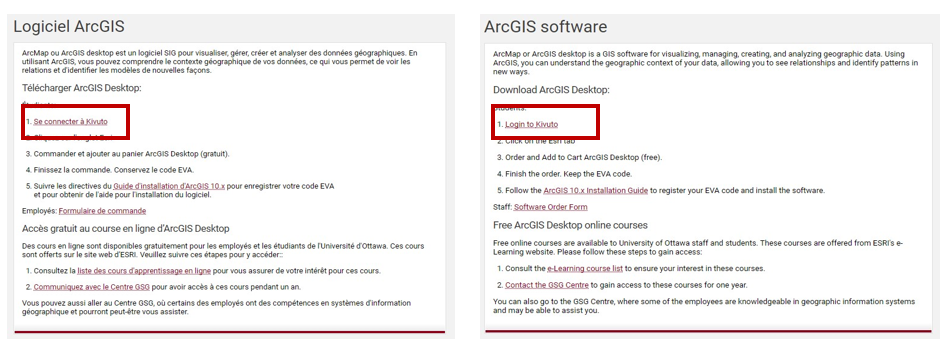 Logiciel ArcGIS
ArcMap ou ArcGIS desktop est un logiciel SIG pour visualiser, gérer, créer et analyser des données géographiques. En
utilisant ArcGIS, vous pouvez comprendre le contexte géographique de vos données, ce qui vous permet de voir les
relations et d'identifier les modèles de nouvelles façons.
Télécharger ArcGIS Desktop:
1. Se connecter à Kivuto
3. Commander et ajouter au panier ArcGIS Desktop (gratuit).
4. Finissez la commande. Conservez le code EVA.
5. Suivre les directives du Guide d'installation d'ArcGIS 10.x pour enregistrer votre code EVA
et pour obtenir de l'aide pour l'installation du logiciel.
Employés: Formulaire de commande
Accès gratuit au course en ligne d'ArcGIS Desktop
Des cours en ligne sont disponibles gratuitement pour les employés et les étudiants de l'Université d'Ottawa. Ces cours
sont offerts sur le site web d'ESRI. Veuillez suivre ces étapes pour y accéder::
1. Consultez la liste des cours d'apprentissage en ligne pour vous assurer de votre intérêt pour ces cours.
2. Communiquez avec le Centre GSG pour avoir accès à ces cours pendant un an.
Vous pouvez aussi aller au Centre GSG, où certains des employés ont des compétences en systèmes d'information
géographique et pourront peut-être vous assister.
ArcGIS software
ArcMap or ArcGIS desktop is a GIS software for visualizing, managing, creating, and analyzing geographic data. Using
ArcGIS, you can understand the geographic context of your data, allowing you to see relationships and identify patterns in
new ways.
Download ArcGIS Desktop:
Students:
1. Login to Kivuto
2. Click on the Esri tab
3. Order and Add to Cart ArcGIS Desktop (free).
4. Finish the order. Keep the EVA code.
5. Follow the ArcGIS 10.x Installation Guide to register your EVA code and install the software.
Staff: Software Order Form
Free ArcGIS Desktop online courses
Free online courses are available to University of Ottawa staff and students. These courses are offered from ESRI's e-
Learning website. Please follow these steps to gain access:
1. Consult the e-Learning course list to ensure your interest in these courses.
2. Contact the GSG Centre to gain access to these courses for one year.
You can also go to the GSG Centre, where some of the employees are knowledgeable in geographic information systems
and may be able to assist you.